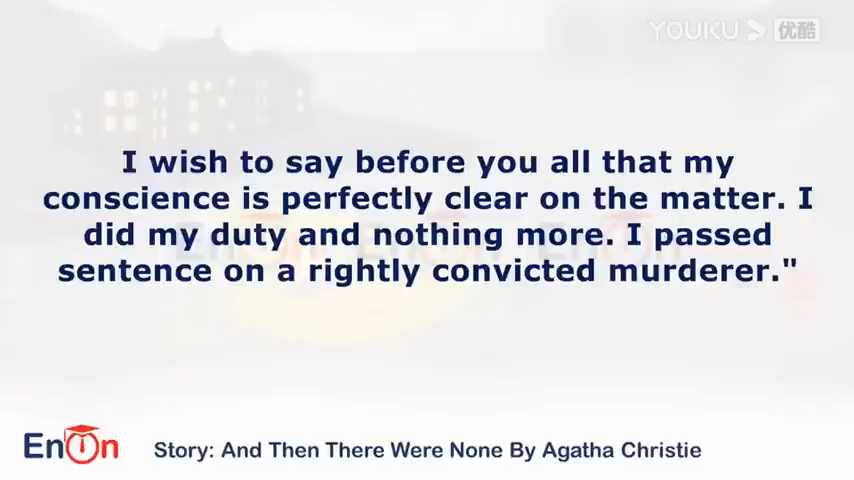 YOUKU 优酷
I wish to say before you all that my
conscience is perfectly clear on the matter. I
did my duty and nothing more. I passed
sentence on a rightly convicted murderer."
EnOn
Story: And Then There Were None By Agatha Christie